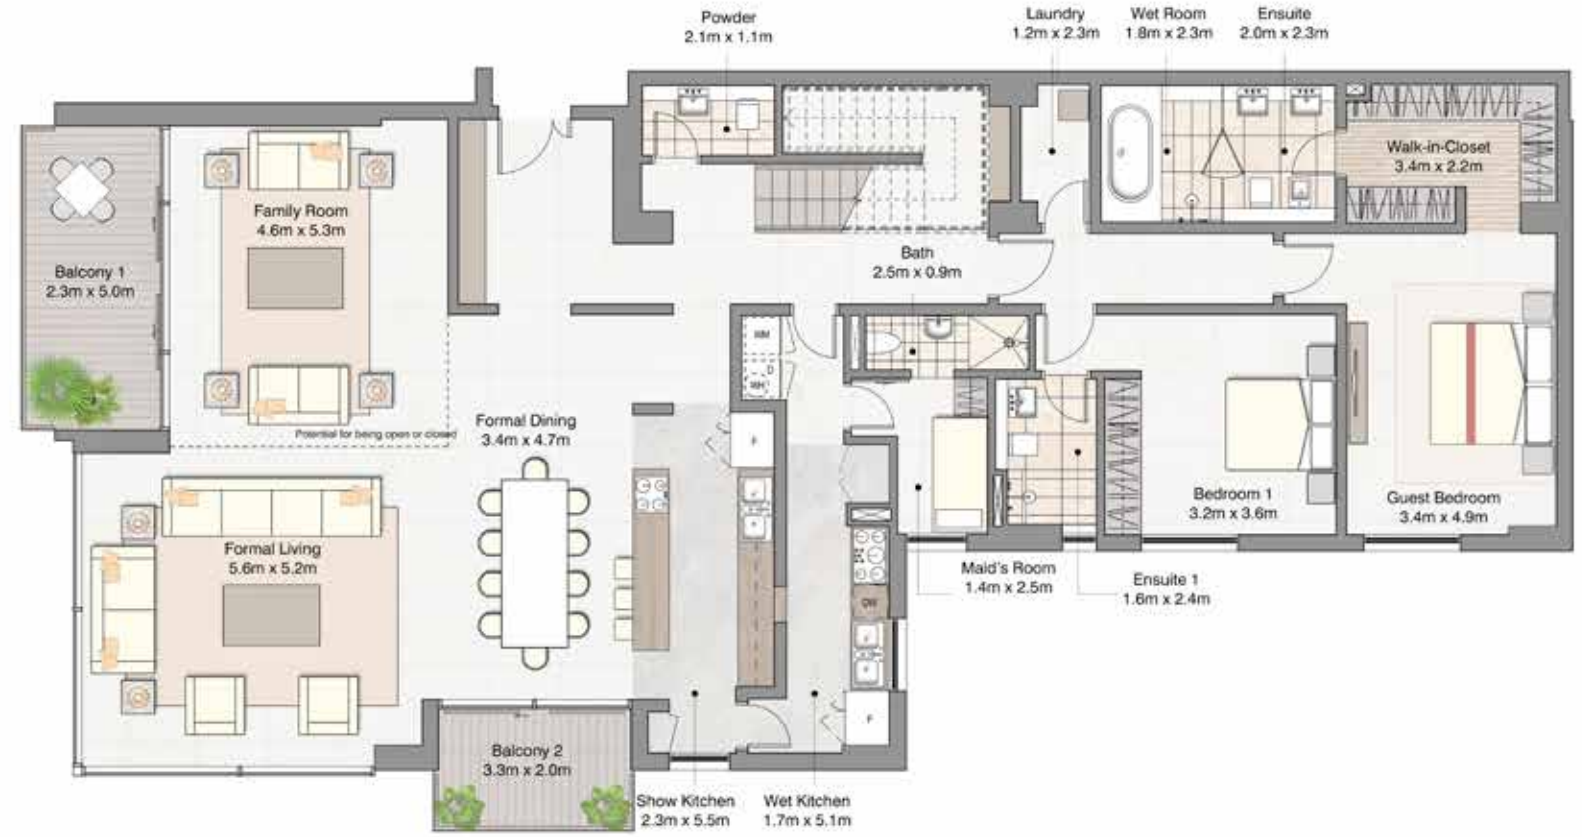 Powder
2.1m x 1.1m
Laundry
1.2m x 2.3m
Wet Room
1.8m x 2.3m
Ensuite
2.0m x 2.3m
Walk-in-Closet
3.4m x 2.2m
Family Room
4.6m x 5.3m
Balcony 1
2.3m x 5.0m
Bath
2.5m x 0.9m
WM
D
WH
Potential for being open or closed
Formal Dining
3.4m x 4.7m
F
Bedroom 1
3.2m x 3.6m
Guest Bedroom
3.4m x 4.9m
Formal Living
5.6m x 5.2m
Maid's Room
1.4m x 2.5m
Ensuite 1
1.6m x 2.4m
DW
F
Balcony 2
3.3m x 2.0m
Show Kitchen
2.3m x 5.5m
Wet Kitchen
1.7m x 5.1m